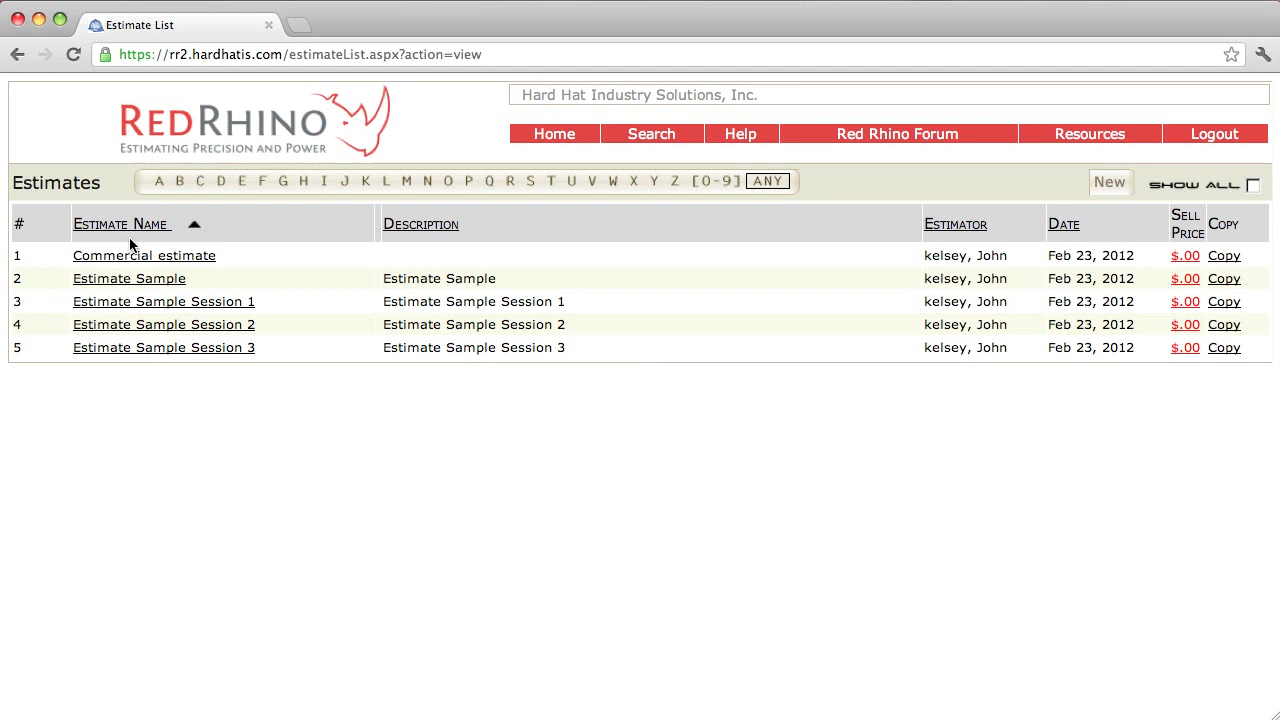 Estimate List
https://rr2.hardhatis.com/estimateList.aspx?action=view
REDRHINO
ESTIMATING PRECISION AND POWER
Hard Hat Industry Solutions, Inc.
Home Search Help Red Rhino Forum Resources Logout
Estimates A B C D E F G H I J K L M N O P Q R S T U V W X Y Z [0-9] ANY New SHOW ALL
# ESTIMATE NAME DESCRIPTION ESTIMATOR DATE SELL PRICE COPY
1 Commercial estimate kelsey, John Feb 23, 2012 $.00 Copy
2 Estimate Sample Estimate Sample kelsey, John Feb 23, 2012 $.00 Copy
3 Estimate Sample Session 1 Estimate Sample Session 1 kelsey, John Feb 23, 2012 $.00 Copy
4 Estimate Sample Session 2 Estimate Sample Session 2 kelsey, John Feb 23, 2012 $.00 Copy
5 Estimate Sample Session 3 Estimate Sample Session 3 kelsey, John Feb 23, 2012 $.00 Copy